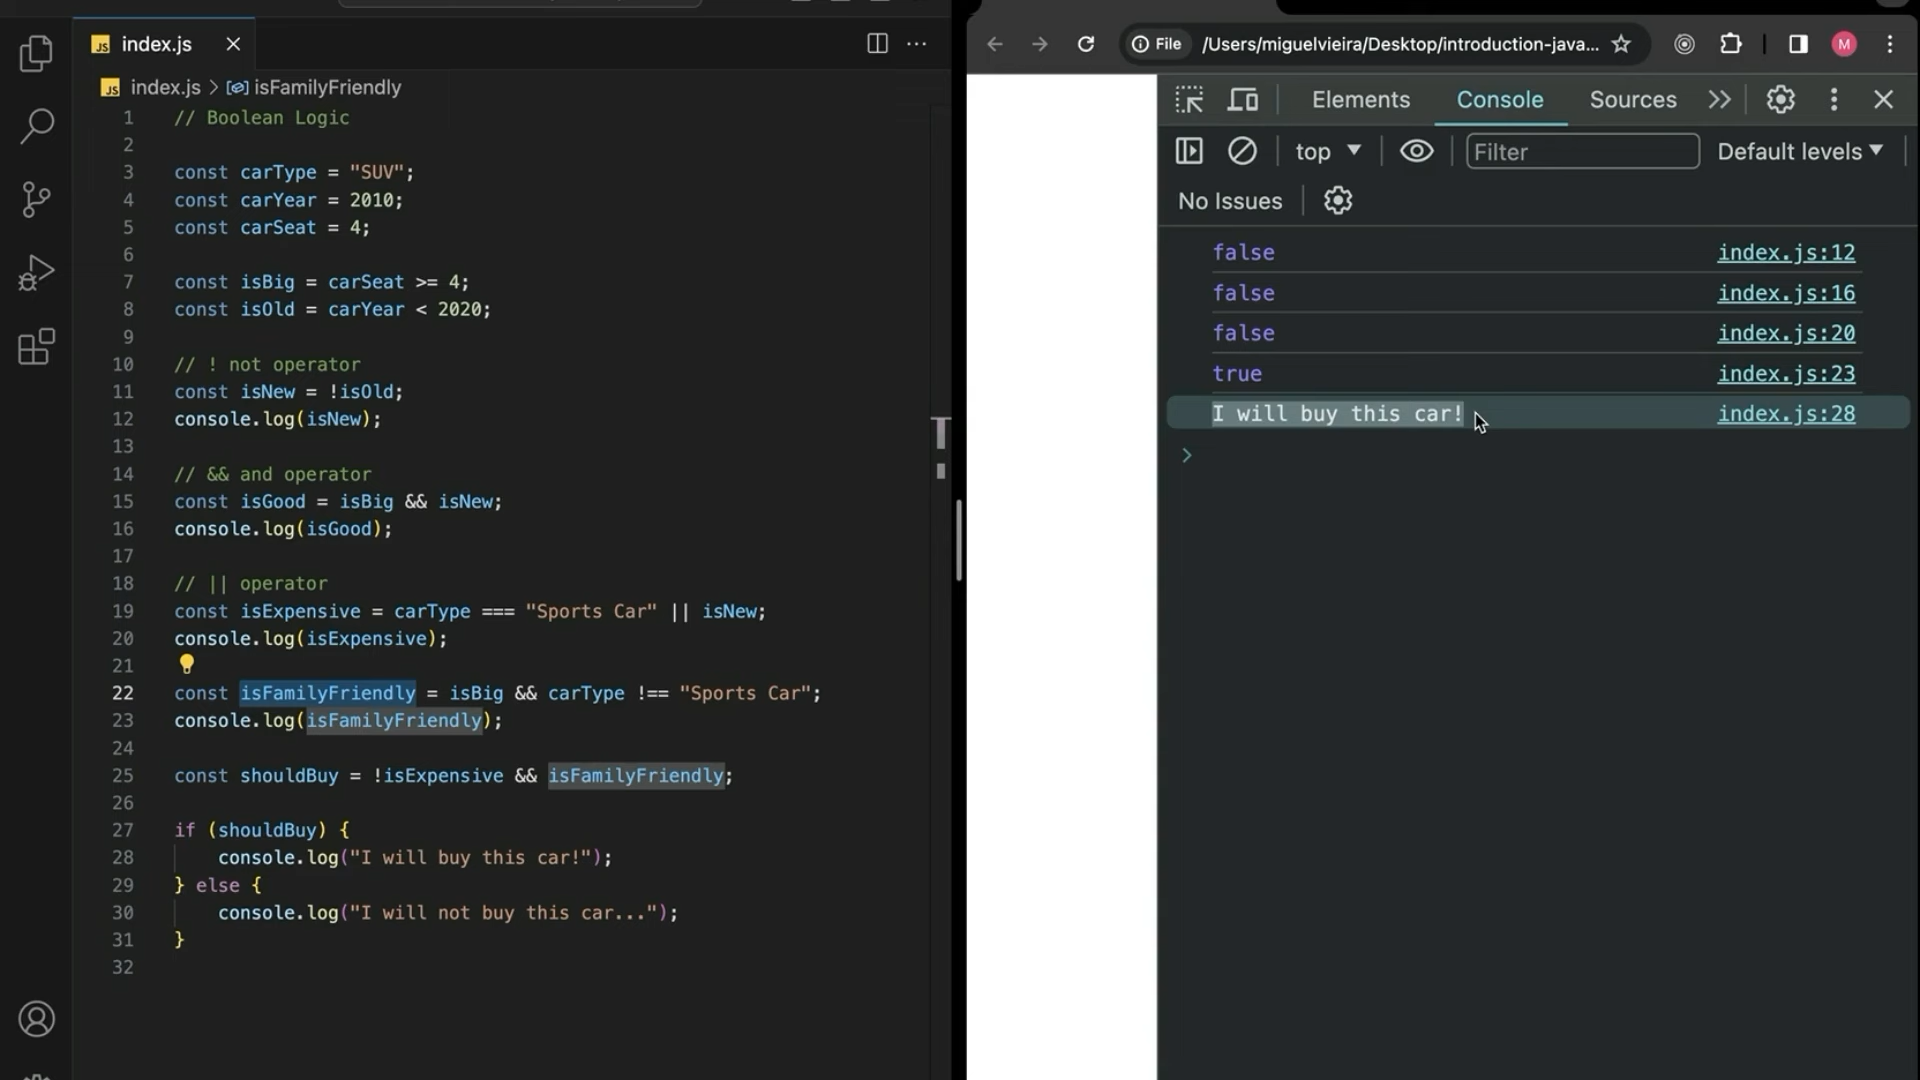 index.js
index.js > isFamilyFriendly
1 // Boolean Logic
2
3 const carType = "SUV";
4 const carYear = 2010;
5 const carSeat = 4;
6
7 const isBig = carSeat >= 4;
8 const isOld = carYear < 2020;
9
10 // ! not operator
11 const isNew = !isOld;
12 console.log(isNew);
13
14 // && and operator
15 const isGood = isBig && isNew;
16 console.log(isGood);
17
18 // || operator
19 const isExpensive = carType === "Sports Car" || isNew;
20 console.log(isExpensive);
21
22 const isFamilyFriendly = isBig && carType !== "Sports Car";
23 console.log(isFamilyFriendly);
24
25 const shouldBuy = !isExpensive && isFamilyFriendly;
26
27 if (shouldBuy) {
28 console.log("I will buy this car!");
29 } else {
30 console.log("I will not buy this car...");
31 }
32
File /Users/miguelvieira/Desktop/introduction-java... M
Elements Console Sources
top Filter Default levels
No Issues
false index.js:12
false index.js:16
false index.js:20
true index.js:23
I will buy this car! index.js:28